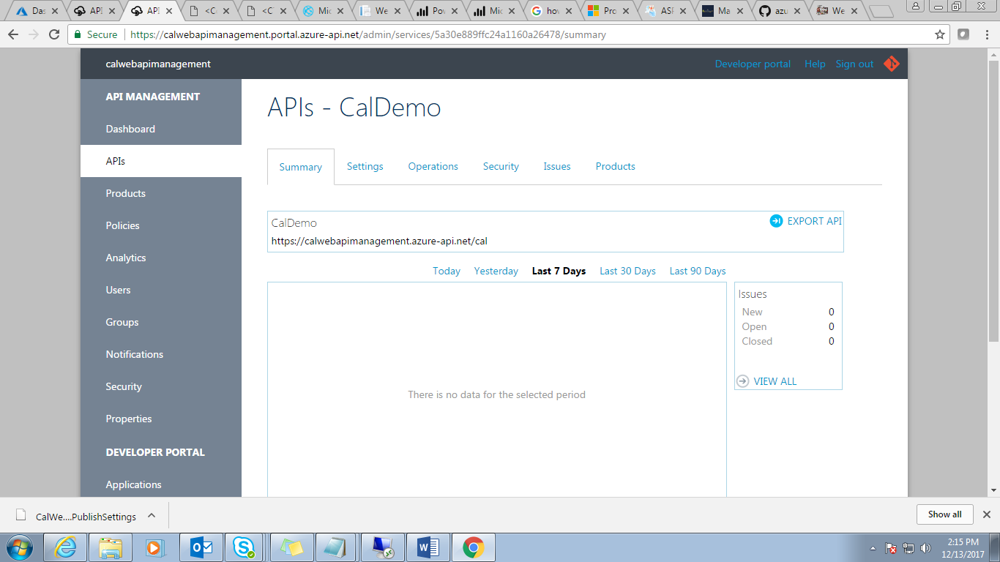 Das
API
API
<C
<C
Mic
We
Pov
Mic
hov
Pro
ASF
Ma
azu
We
Secure https://calwebapimanagement.portal.azure-api.net/admin/services/5a30e889ffc24a1160a26478/summary
calwebapimanagement
Developer portal Help Sign out
API MANAGEMENT
Dashboard
APIs
Products
Policies
Analytics
Users
Groups
Notifications
Security
Properties
DEVELOPER PORTAL
Applications
APIs - CalDemo
Summary Settings Operations Security Issues Products
CalDemo
EXPORT API
https://calwebapimanagement.azure-api.net/cal
Today Yesterday Last 7 Days Last 30 Days Last 90 Days
There is no data for the selected period
Issues
New 0
Open 0
Closed 0
VIEW ALL
CalWe....PublishSettings
Show all
2:15 PM
12/13/2017